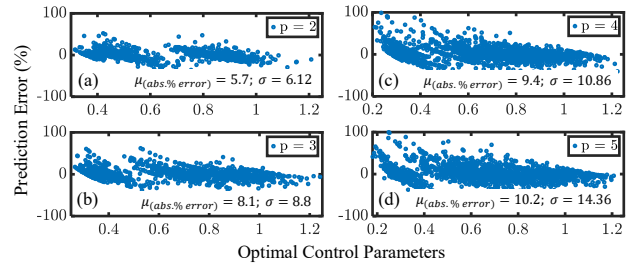 Prediction Error (%)
100
0
-100
p = 2
(a)
μ(abs.% error) = 5.7; σ = 6.12
0.4 0.6 0.8 1 1.2
100
0
-100
p = 3
(b)
μ(abs.% error) = 8.1; σ = 8.8
0.4 0.6 0.8 1 1.2
100
0
-100
p = 4
(c)
μ(abs.% error) = 9.4; σ = 10.86
0.2 0.4 0.6 0.8 1 1.2
100
0
-100
p = 5
(d)
μ(abs.% error) = 10.2; σ = 14.36
0.2 0.4 0.6 0.8 1 1.2
Optimal Control Parameters